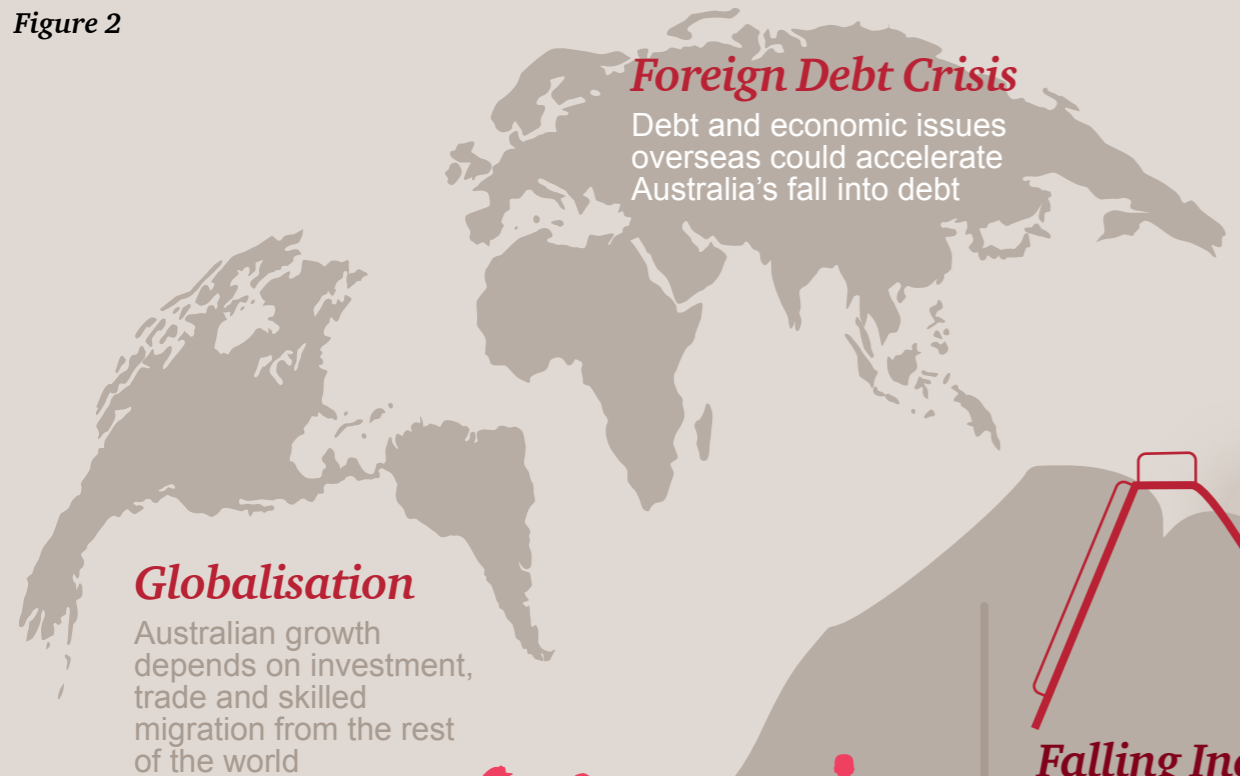 Figure 2
Foreign Debt Crisis
Debt and economic issues
overseas could accelerate
Australia's fall into debt
Globalisation
Australian growth
depends on investment,
trade and skilled
migration from the rest
of the world
Falling